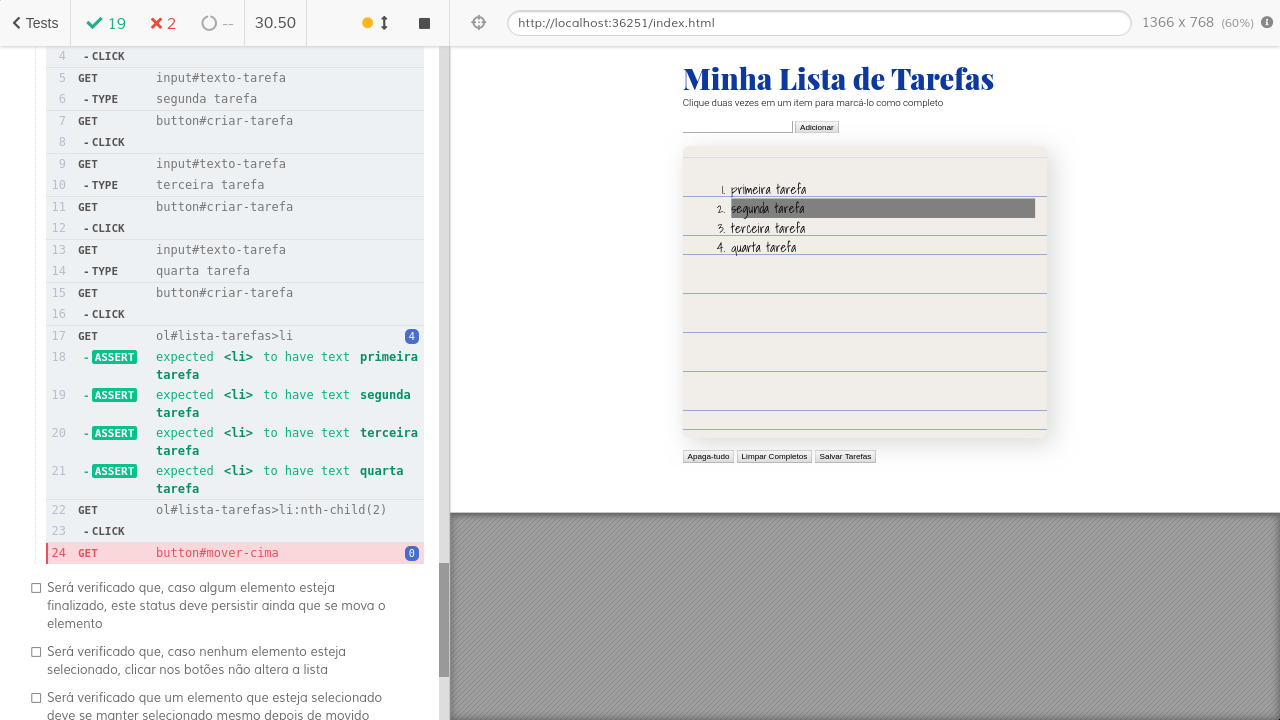 Tests 19 2 -- 30.50 http://localhost:36251/index.html 1366 x 768 (60%)
4 - CLICK
5 GET input#texto-tarefa
6 - TYPE segunda tarefa
7 GET button#criar-tarefa
8 - CLICK
9 GET input#texto-tarefa
10 - TYPE terceira tarefa
11 GET button#criar-tarefa
12 - CLICK
13 GET input#texto-tarefa
14 - TYPE quarta tarefa
15 GET button#criar-tarefa
16 - CLICK
17 GET ol#lista-tarefas>li 4
18 - ASSERT expected <li> to have text primeira
tarefa
19 - ASSERT expected <li> to have text segunda
tarefa
20 - ASSERT expected <li> to have text terceira
tarefa
21 - ASSERT expected <li> to have text quarta
tarefa
22 GET ol#lista-tarefas>li:nth-child(2)
23 - CLICK
24 GET button#mover-cima 0
Será verificado que, caso algum elemento esteja
finalizado, este status deve persistir ainda que se mova o
elemento
Será verificado que, caso nenhum elemento esteja
selecionado, clicar nos botões não altera a lista
Será verificado que um elemento que esteja selecionado
deve se manter selecionado mesmo depois de movido
Minha Lista de Tarefas
Clique duas vezes em um item para marcá-lo como completo
Adicionar
1. primeira tarefa
2. segunda tarefa
3. terceira tarefa
4. quarta tarefa
Apaga-tudo Limpar Completos Salvar Tarefas